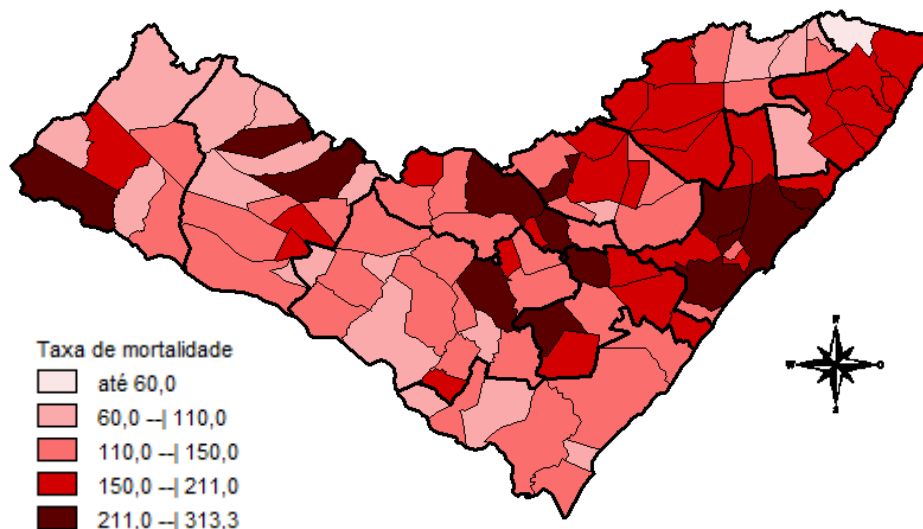 Taxa de mortalidade
até 60,0
60,0 --| 110,0
110,0 --| 150,0
150,0 --| 211,0
211,0 --| 313,3
N
W
O
S